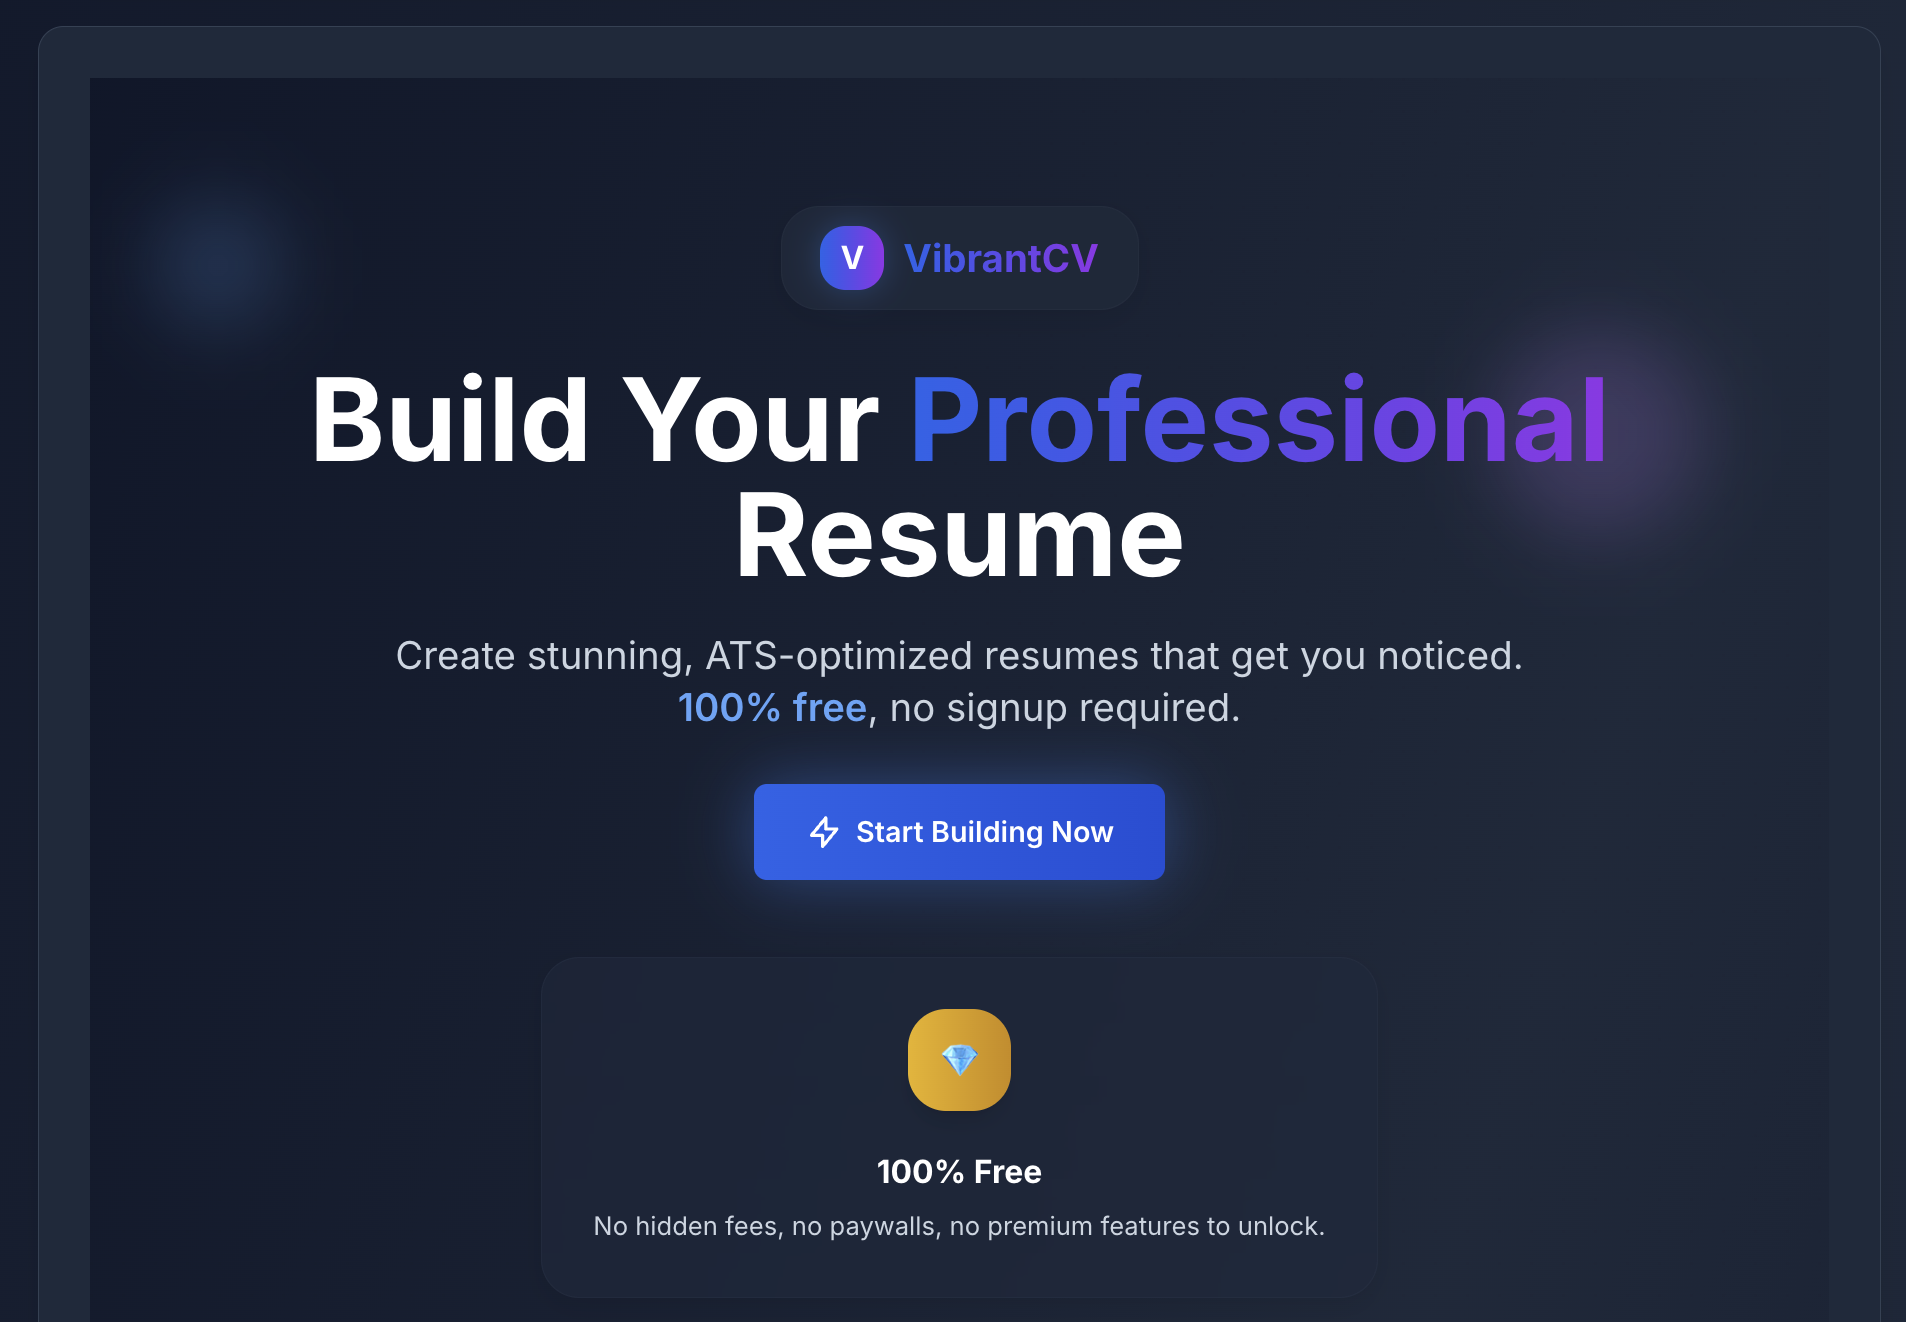 V VibrantCV
Build Your Professional
Resume
Create stunning, ATS-optimized resumes that get you noticed.
100% free, no signup required.
Start Building Now
100% Free
No hidden fees, no paywalls, no premium features to unlock.